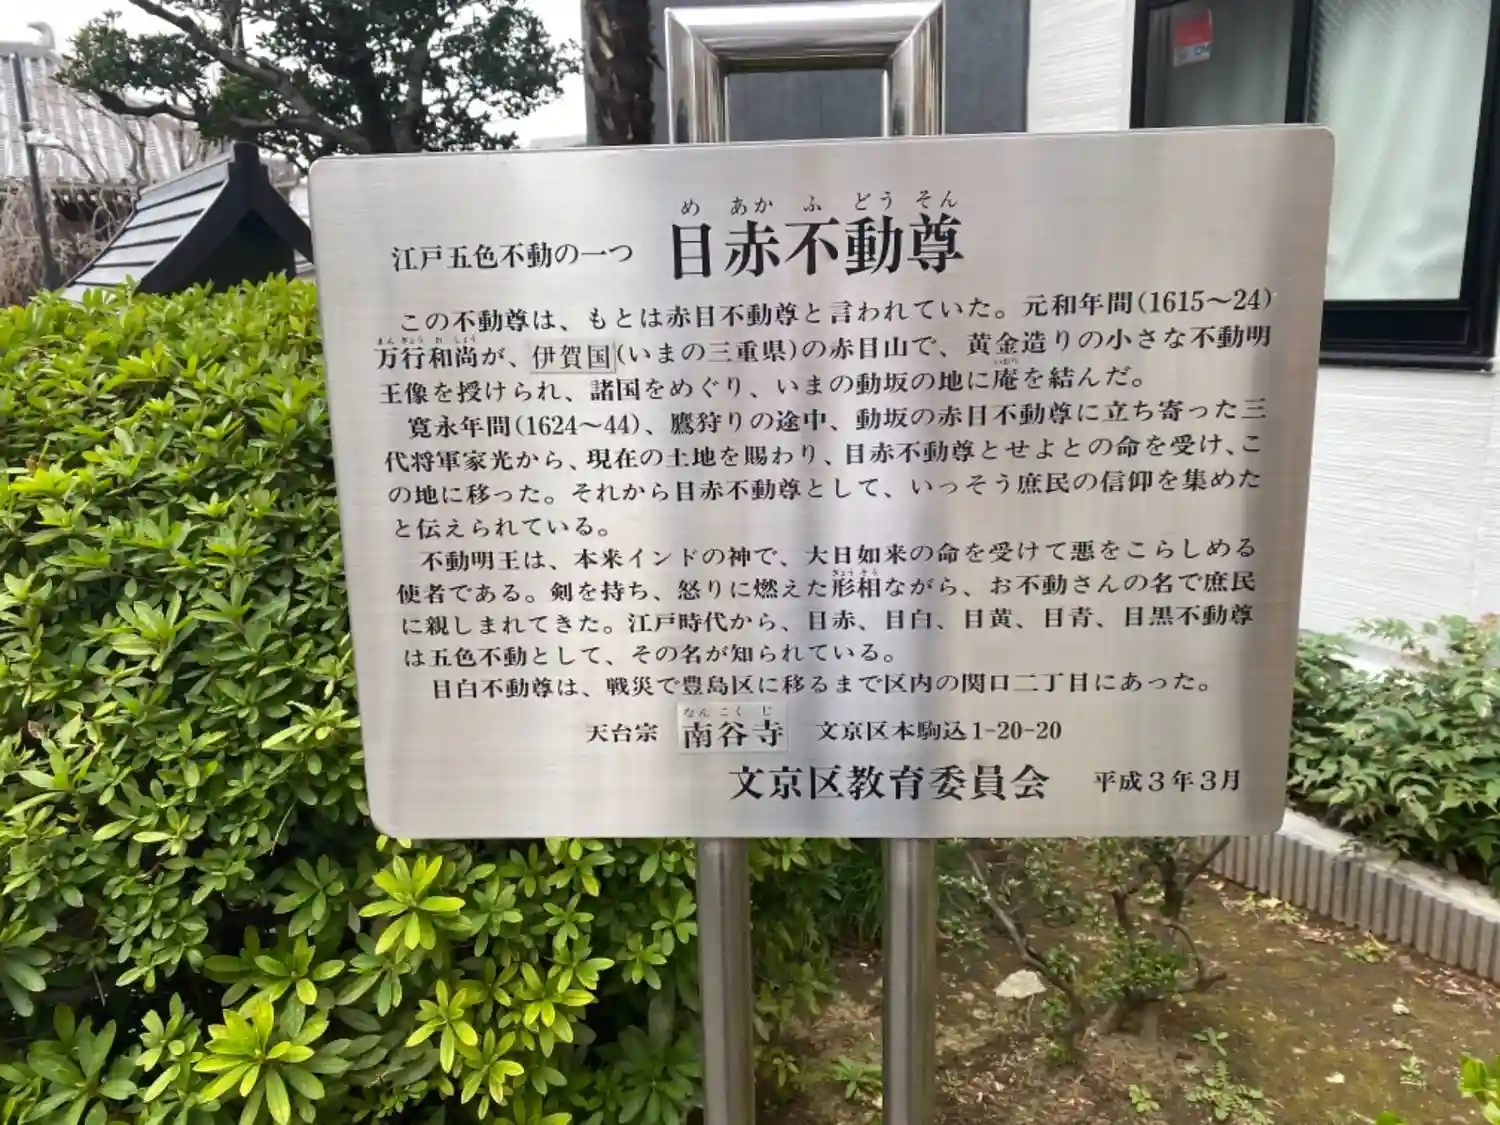 め あか ふ どう そん
江戸五色不動の一つ 目赤不動尊
この不動尊は、もとは赤目不動尊と言われていた。元和年間(1615〜24)
まん ぎょう お しょう
万行和尚が、伊賀国(いまの三重県)の赤目山で、黄金造りの小さな不動明
いおり
王像を授けられ、諸国をめぐり、いまの動坂の地に庵を結んだ。
寛永年間(1624〜44)、鷹狩りの途中、動坂の赤目不動尊に立ち寄った三
代将軍家光から、現在の土地を賜わり、目赤不動尊とせよとの命を受け、こ
の地に移った。それから目赤不動尊として、いっそう庶民の信仰を集めた
と伝えられている。
不動明王は、本来インドの神で、大日如来の命を受けて悪をこらしめる
ぎょう そう
使者である。剣を持ち、怒りに燃えた形相ながら、お不動さんの名で庶民
に親しまれてきた。江戸時代から、目赤、目白、目黄、目青、目黒不動尊
は五色不動として、その名が知られている。
目白不動尊は、戦災で豊島区に移るまで区内の関口二丁目にあった。
なん こく じ
天台宗 南谷寺 文京区本駒込1-20-20
文京区教育委員会 平成3年3月